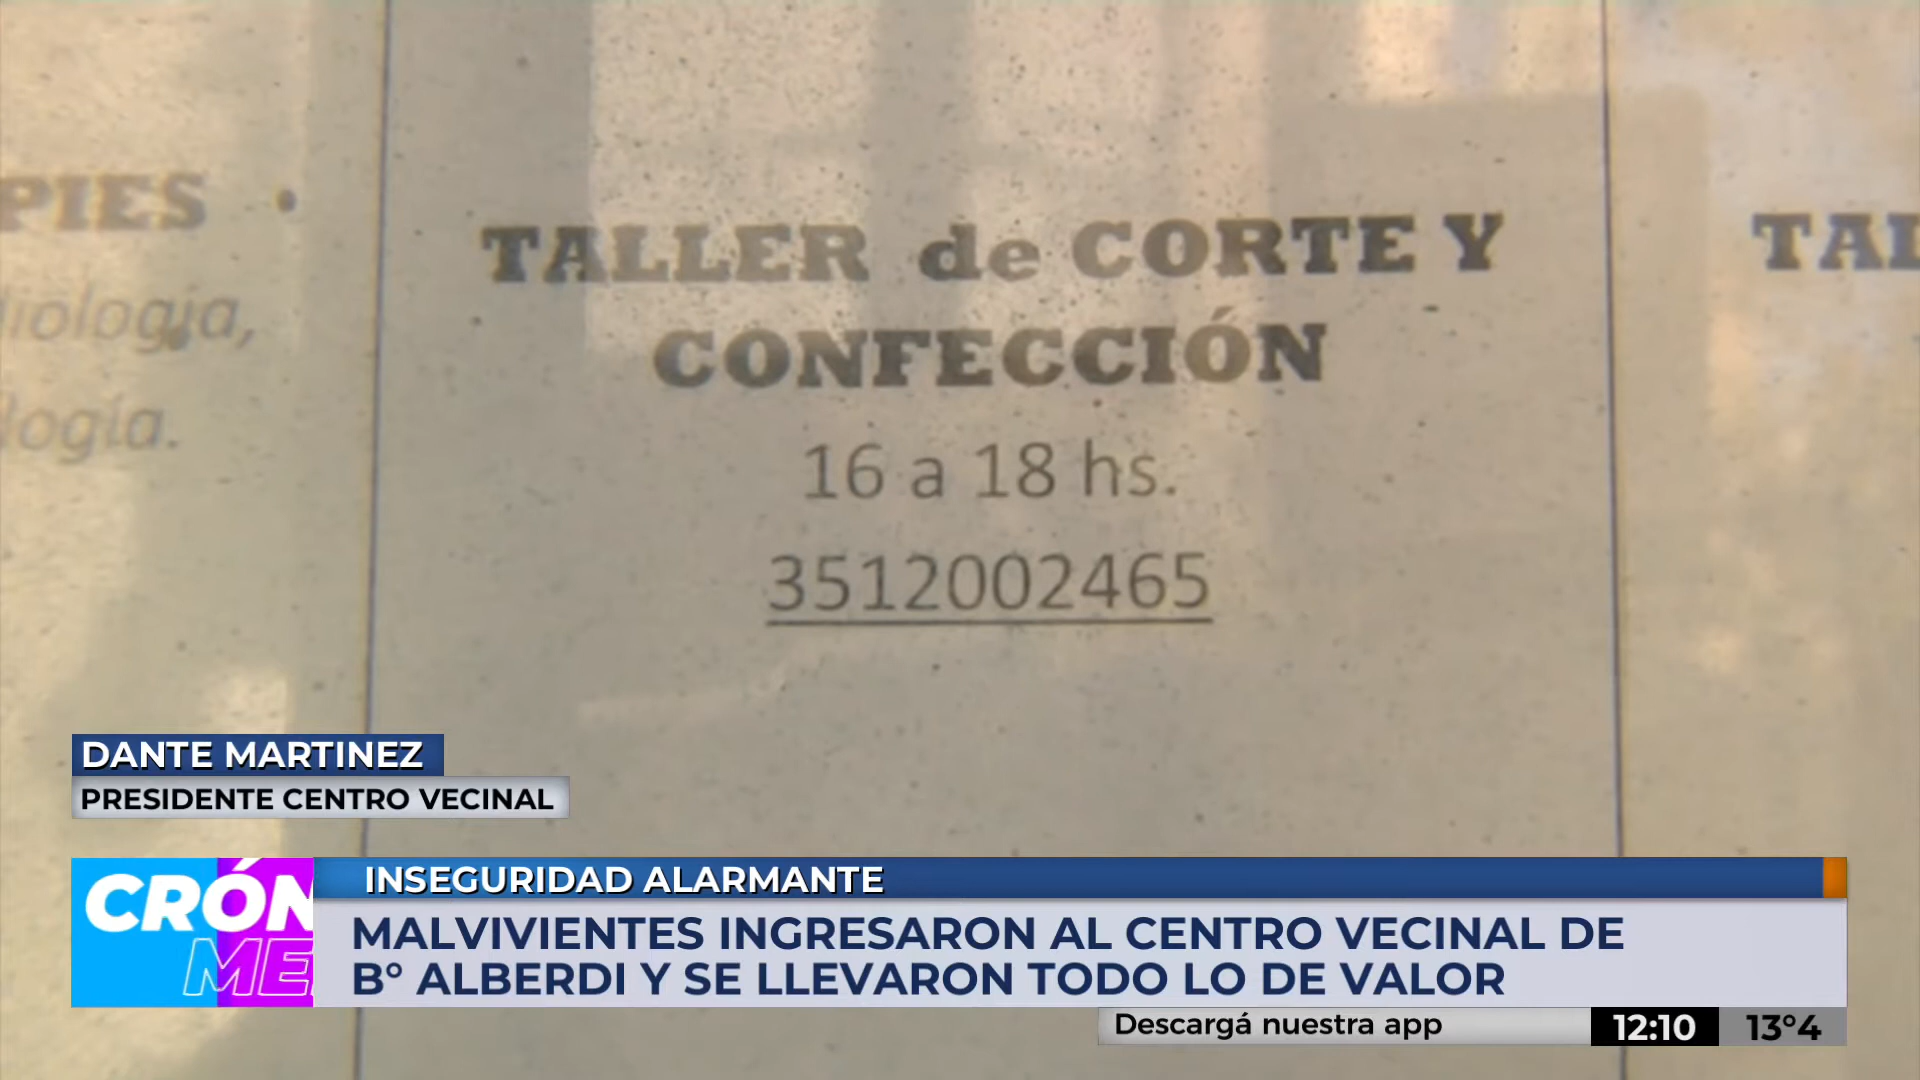 PIES •
iología,
logía.
TALLER de CORTE Y
CONFECCIÓN
16 a 18 hs.
3512002465
TAL
DANTE MARTINEZ
PRESIDENTE CENTRO VECINAL
CRÓN
ME
INSEGURIDAD ALARMANTE
MALVIVIENTES INGRESARON AL CENTRO VECINAL DE
B° ALBERDI Y SE LLEVARON TODO LO DE VALOR
Descargá nuestra app
12:10
13°4